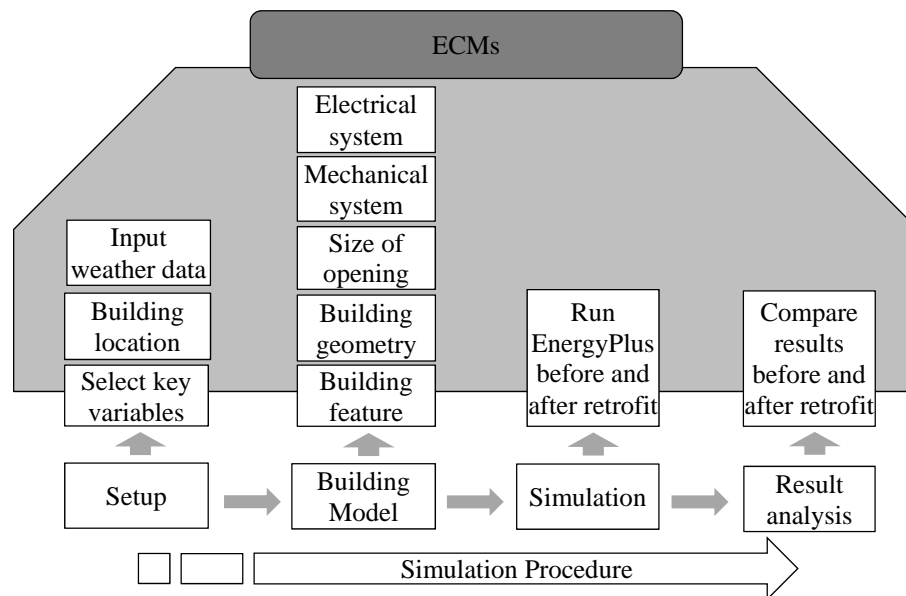 ECMs
Electrical
system
Mechanical
system
Size of
opening
Building
geometry
Building
feature
Input
weather data
Building
location
Select key
variables
Run
EnergyPlus
before and
after retrofit
Compare
results
before and
after retrofit
Setup
Building
Model
Simulation
Result
analysis
Simulation Procedure